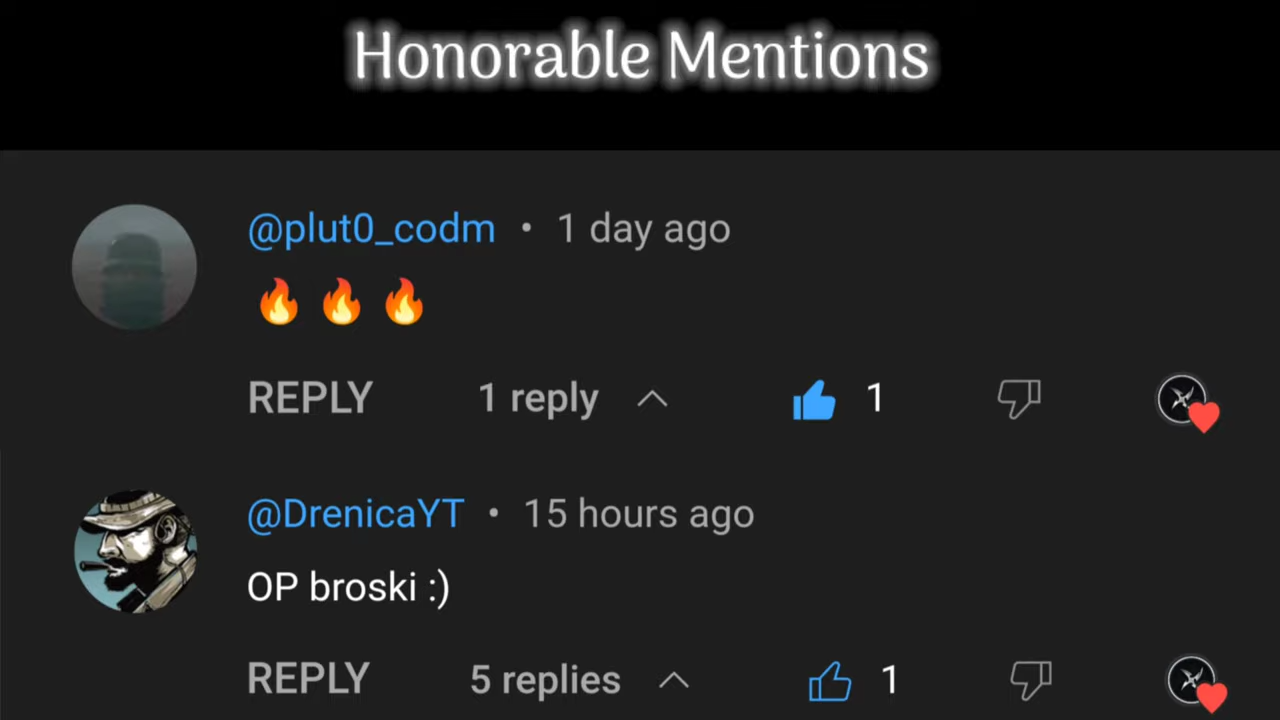 Honorable Mentions
@plut0_codm • 1 day ago
🔥 🔥 🔥
REPLY 1 reply 1
@DrenicaYT • 15 hours ago
OP broski :)
REPLY 5 replies 1